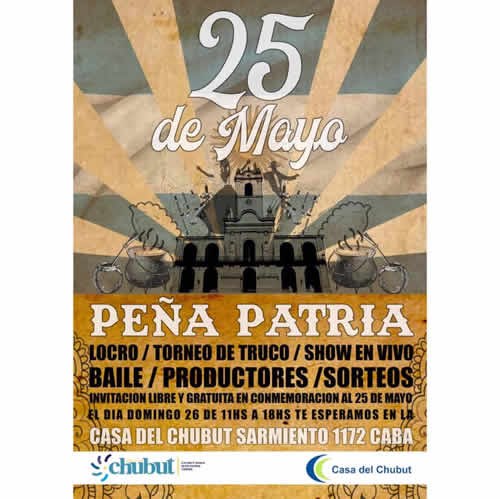 25
de Mayo
PEÑA PATRIA
LOCRO / TORNEO DE TRUCO / SHOW EN VIVO
BAILE / PRODUCTORES /SORTEOS
INVITACION LIBRE Y GRATUITA EN CONMEMORACION AL 25 DE MAYO
EL DIA DOMINGO 26 DE 11HS A 18HS TE ESPERAMOS EN LA
CASA DEL CHUBUT SARMIENTO 1172 CABA
chubut
Casa del Chubut